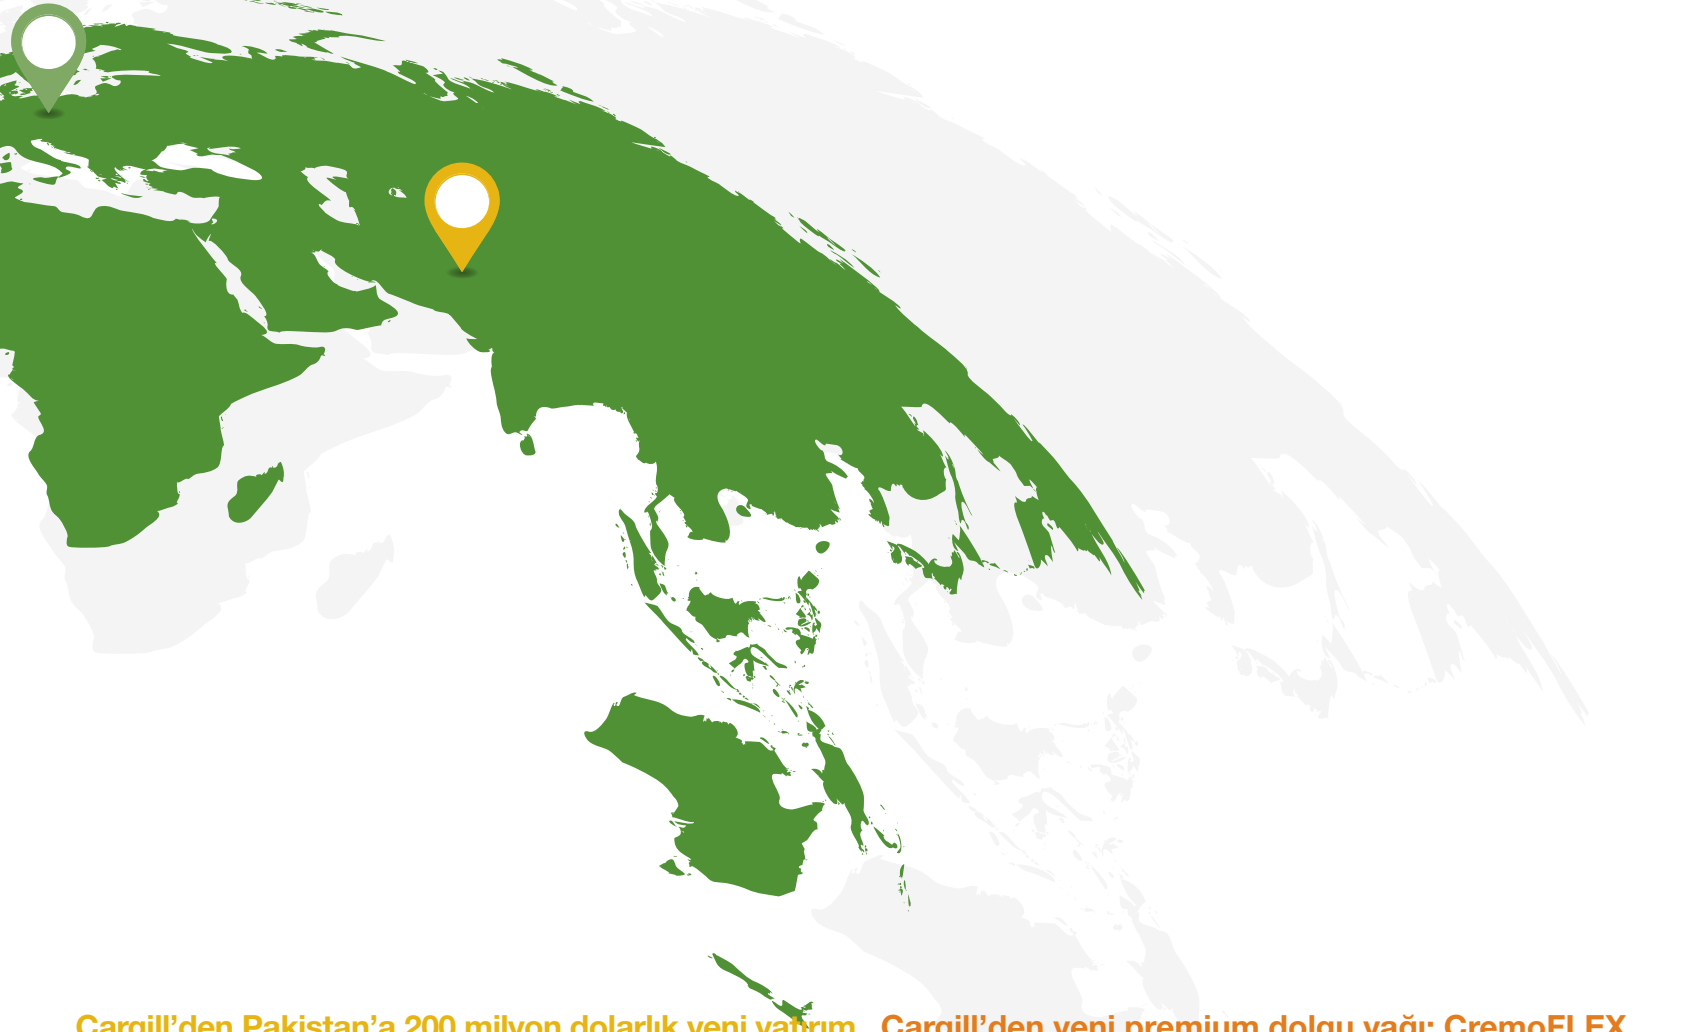 Cargill’den Pakistan’a 200 milyon dolarlık yeni yatırım
Cargill’den yeni premium dolgu yağı: CremoFLEX